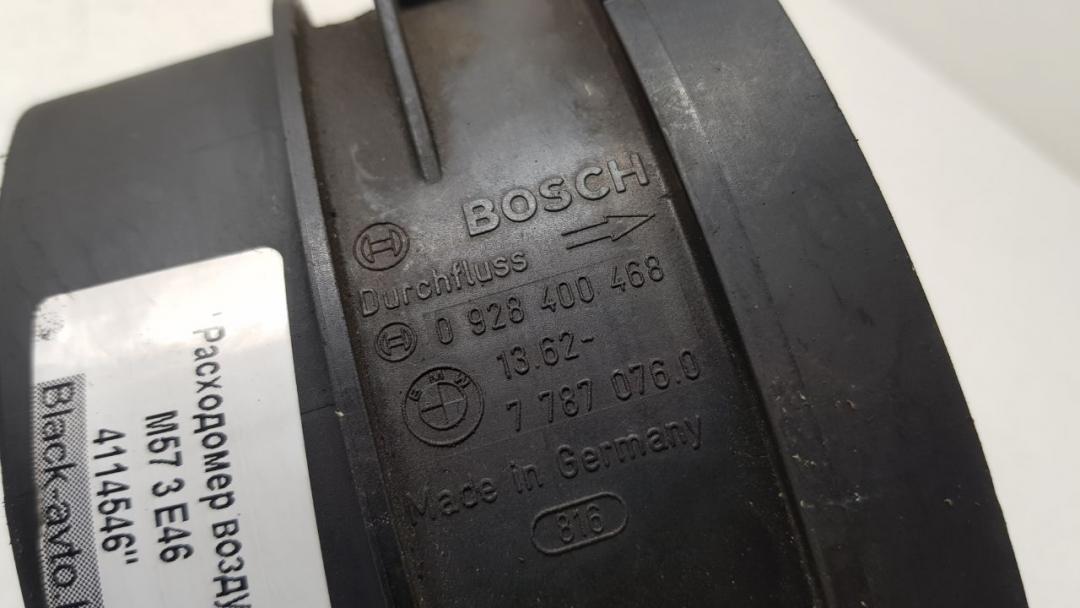 BOSCH
Durchfluss
0 928 400 468
13.62-
BMW
7 787 076.0
Made in Germany
816
"Расходомер возду
M57 3 E46
4114546"
Black-avto.